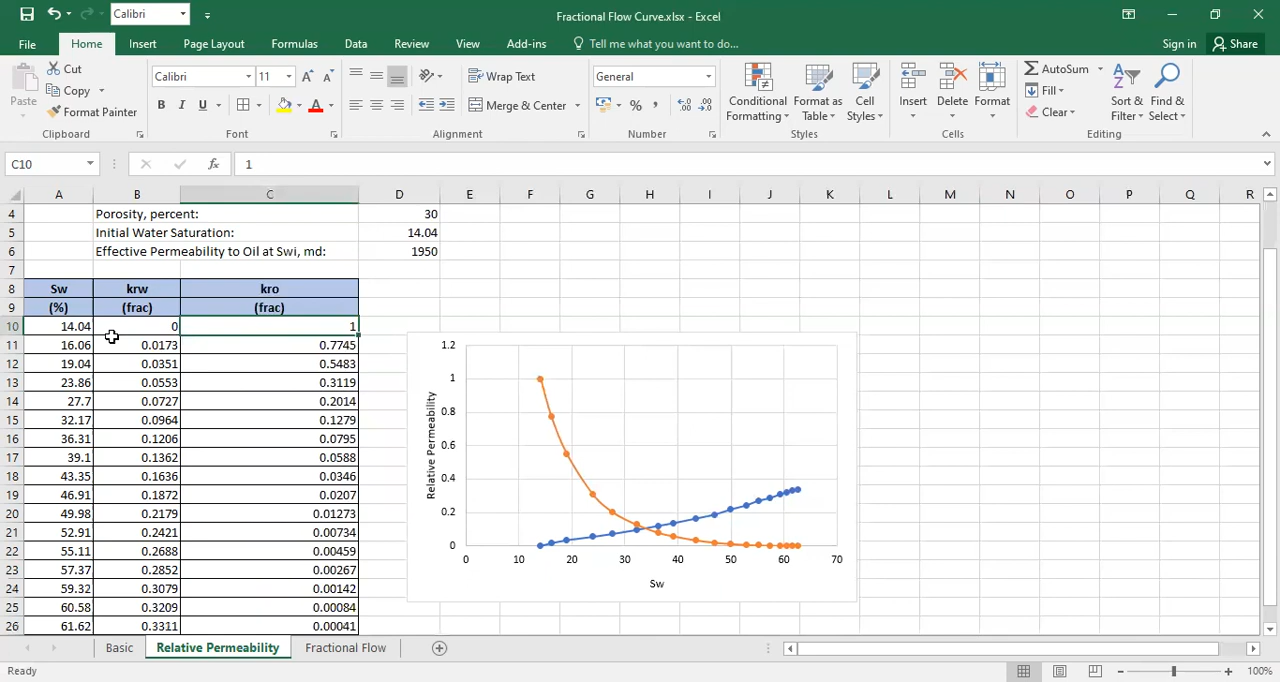 Calibri
Fractional Flow Curve.xlsx - Excel
File Home Insert Page Layout Formulas Data Review View Add-ins Tell me what you want to do... Sign in Share
Paste
Cut
Copy
Format Painter
Clipboard
Calibri 11
B I U
Font
Wrap Text
Merge & Center
Alignment
General
%
Number
Conditional Formatting
Format as Table
Cell Styles
Styles
Insert Delete Format
Cells
AutoSum
Fill
Clear
Sort & Filter
Find & Select
Editing
C10 fx 1
A B C D E F G H I J K L M N O P Q R
4 Porosity, percent: 30
5 Initial Water Saturation: 14.04
6 Effective Permeability to Oil at Swi, md: 1950
7
8 Sw krw kro
9 (%) (frac) (frac)
10 14.04 0 1
11 16.06 0.0173 0.7745
12 19.04 0.0351 0.5483
13 23.86 0.0553 0.3119
14 27.7 0.0727 0.2014
15 32.17 0.0964 0.1279
16 36.31 0.1206 0.0795
17 39.1 0.1362 0.0588
18 43.35 0.1636 0.0346
19 46.91 0.1872 0.0207
20 49.98 0.2179 0.01273
21 52.91 0.2421 0.00734
22 55.11 0.2688 0.00459
23 57.37 0.2852 0.00267
24 59.32 0.3079 0.00142
25 60.58 0.3209 0.00084
26 61.62 0.3311 0.00041
1.2
1
0.8
0.6
0.4
0.2
0
Relative Permeability
0 10 20 30 40 50 60 70
Sw
Basic Relative Permeability Fractional Flow
Ready 100%